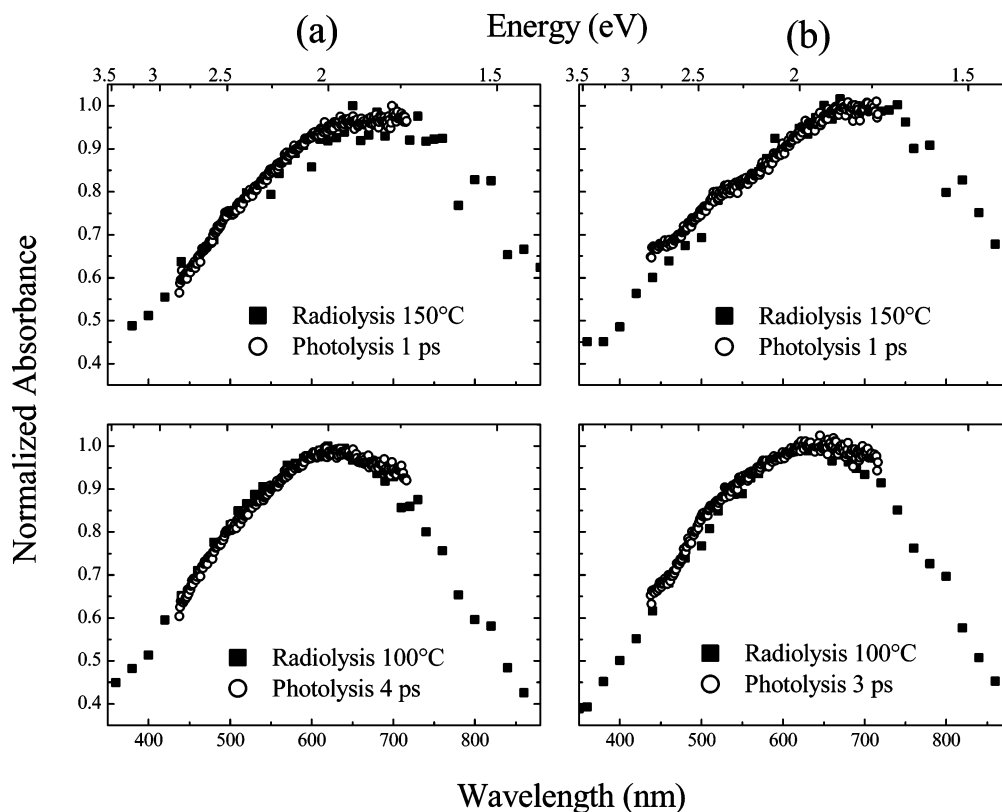 (a)
Energy (eV)
(b)
3.5 3 2.5 2 1.5
3.5 3 2.5 2 1.5
Normalized Absorbance
1.0
0.9
0.8
0.7
0.6
0.5
0.4
Radiolysis 150°C
Photolysis 1 ps
Radiolysis 150°C
Photolysis 1 ps
1.0
0.9
0.8
0.7
0.6
0.5
0.4
Radiolysis 100°C
Photolysis 4 ps
Radiolysis 100°C
Photolysis 3 ps
400 500 600 700 800
400 500 600 700 800
Wavelength (nm)